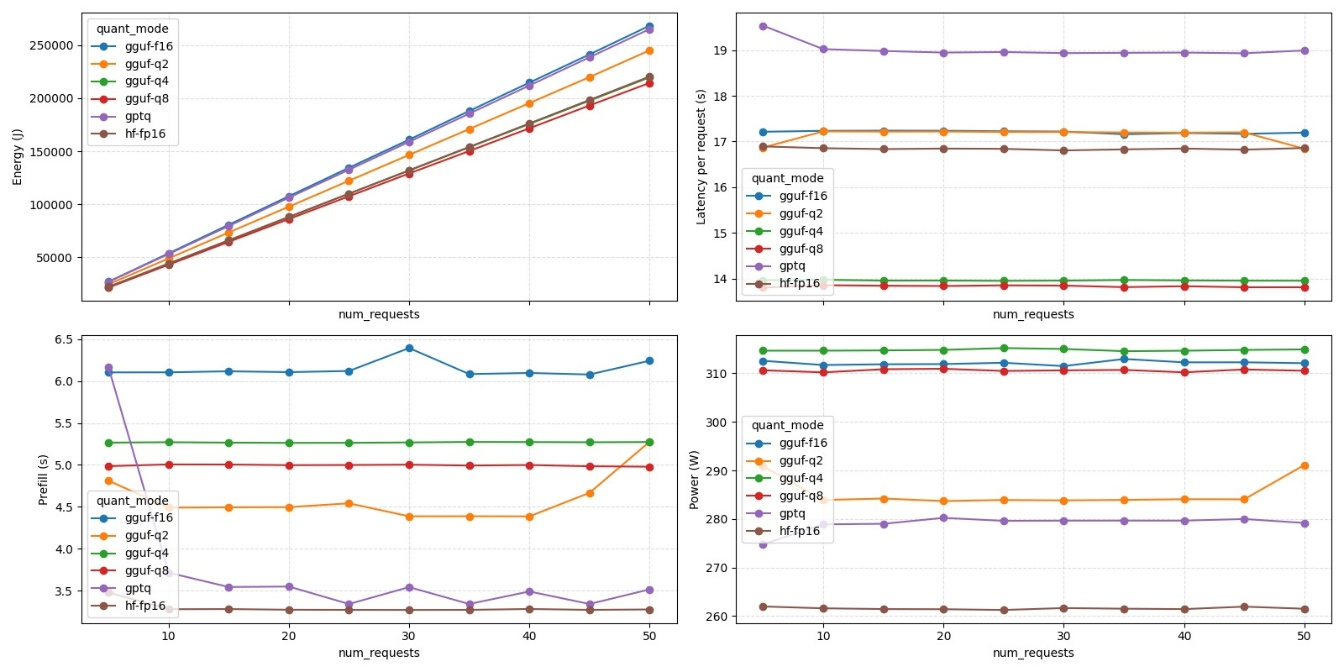 quant_mode
gguf-f16
gguf-q2
gguf-q4
gguf-q8
gptq
hf-fp16
250000
200000
150000
100000
50000
Energy (J)
num_requests
19
18
17
16
15
14
Latency per request (s)
quant_mode
gguf-f16
gguf-q2
gguf-q4
gguf-q8
gptq
hf-fp16
num_requests
6.5
6.0
5.5
5.0
4.5
4.0
3.5
Prefill (s)
quant_mode
gguf-f16
gguf-q2
gguf-q4
gguf-q8
gptq
hf-fp16
10
20
30
40
50
num_requests
310
300
290
280
270
260
Power (W)
quant_mode
gguf-f16
gguf-q2
gguf-q4
gguf-q8
gptq
hf-fp16
10
20
30
40
50
num_requests